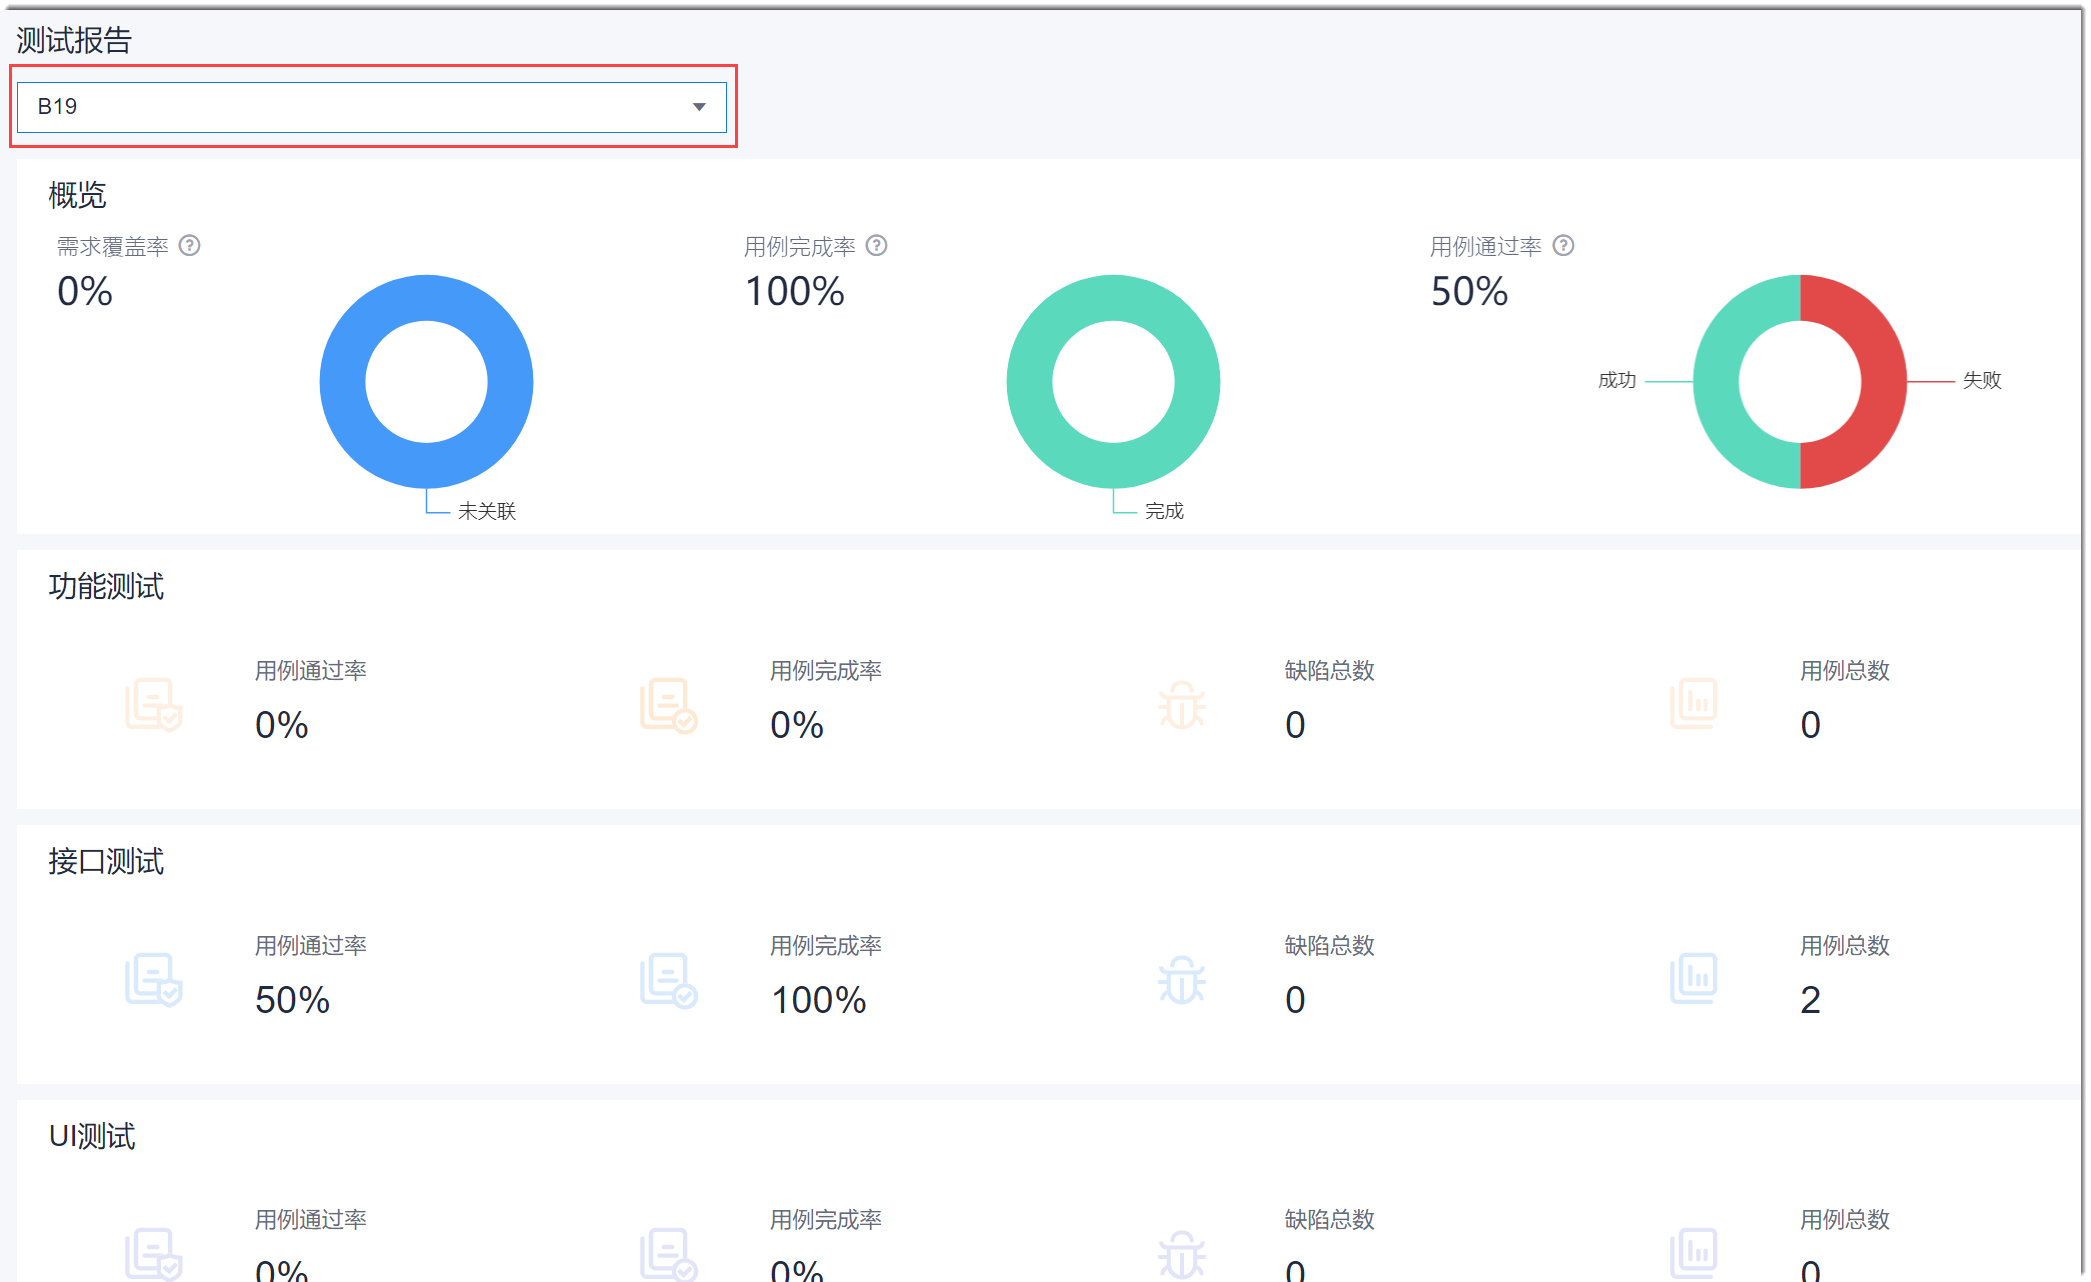 测试报告
B19
概览
需求覆盖率
0%
未关联
用例完成率
100%
完成
用例通过率
50%
成功
失败
功能测试
用例通过率
0%
用例完成率
0%
缺陷总数
0
用例总数
0
接口测试
用例通过率
50%
用例完成率
100%
缺陷总数
0
用例总数
2
UI测试
用例通过率
0%
用例完成率
0%
缺陷总数
0
用例总数
0